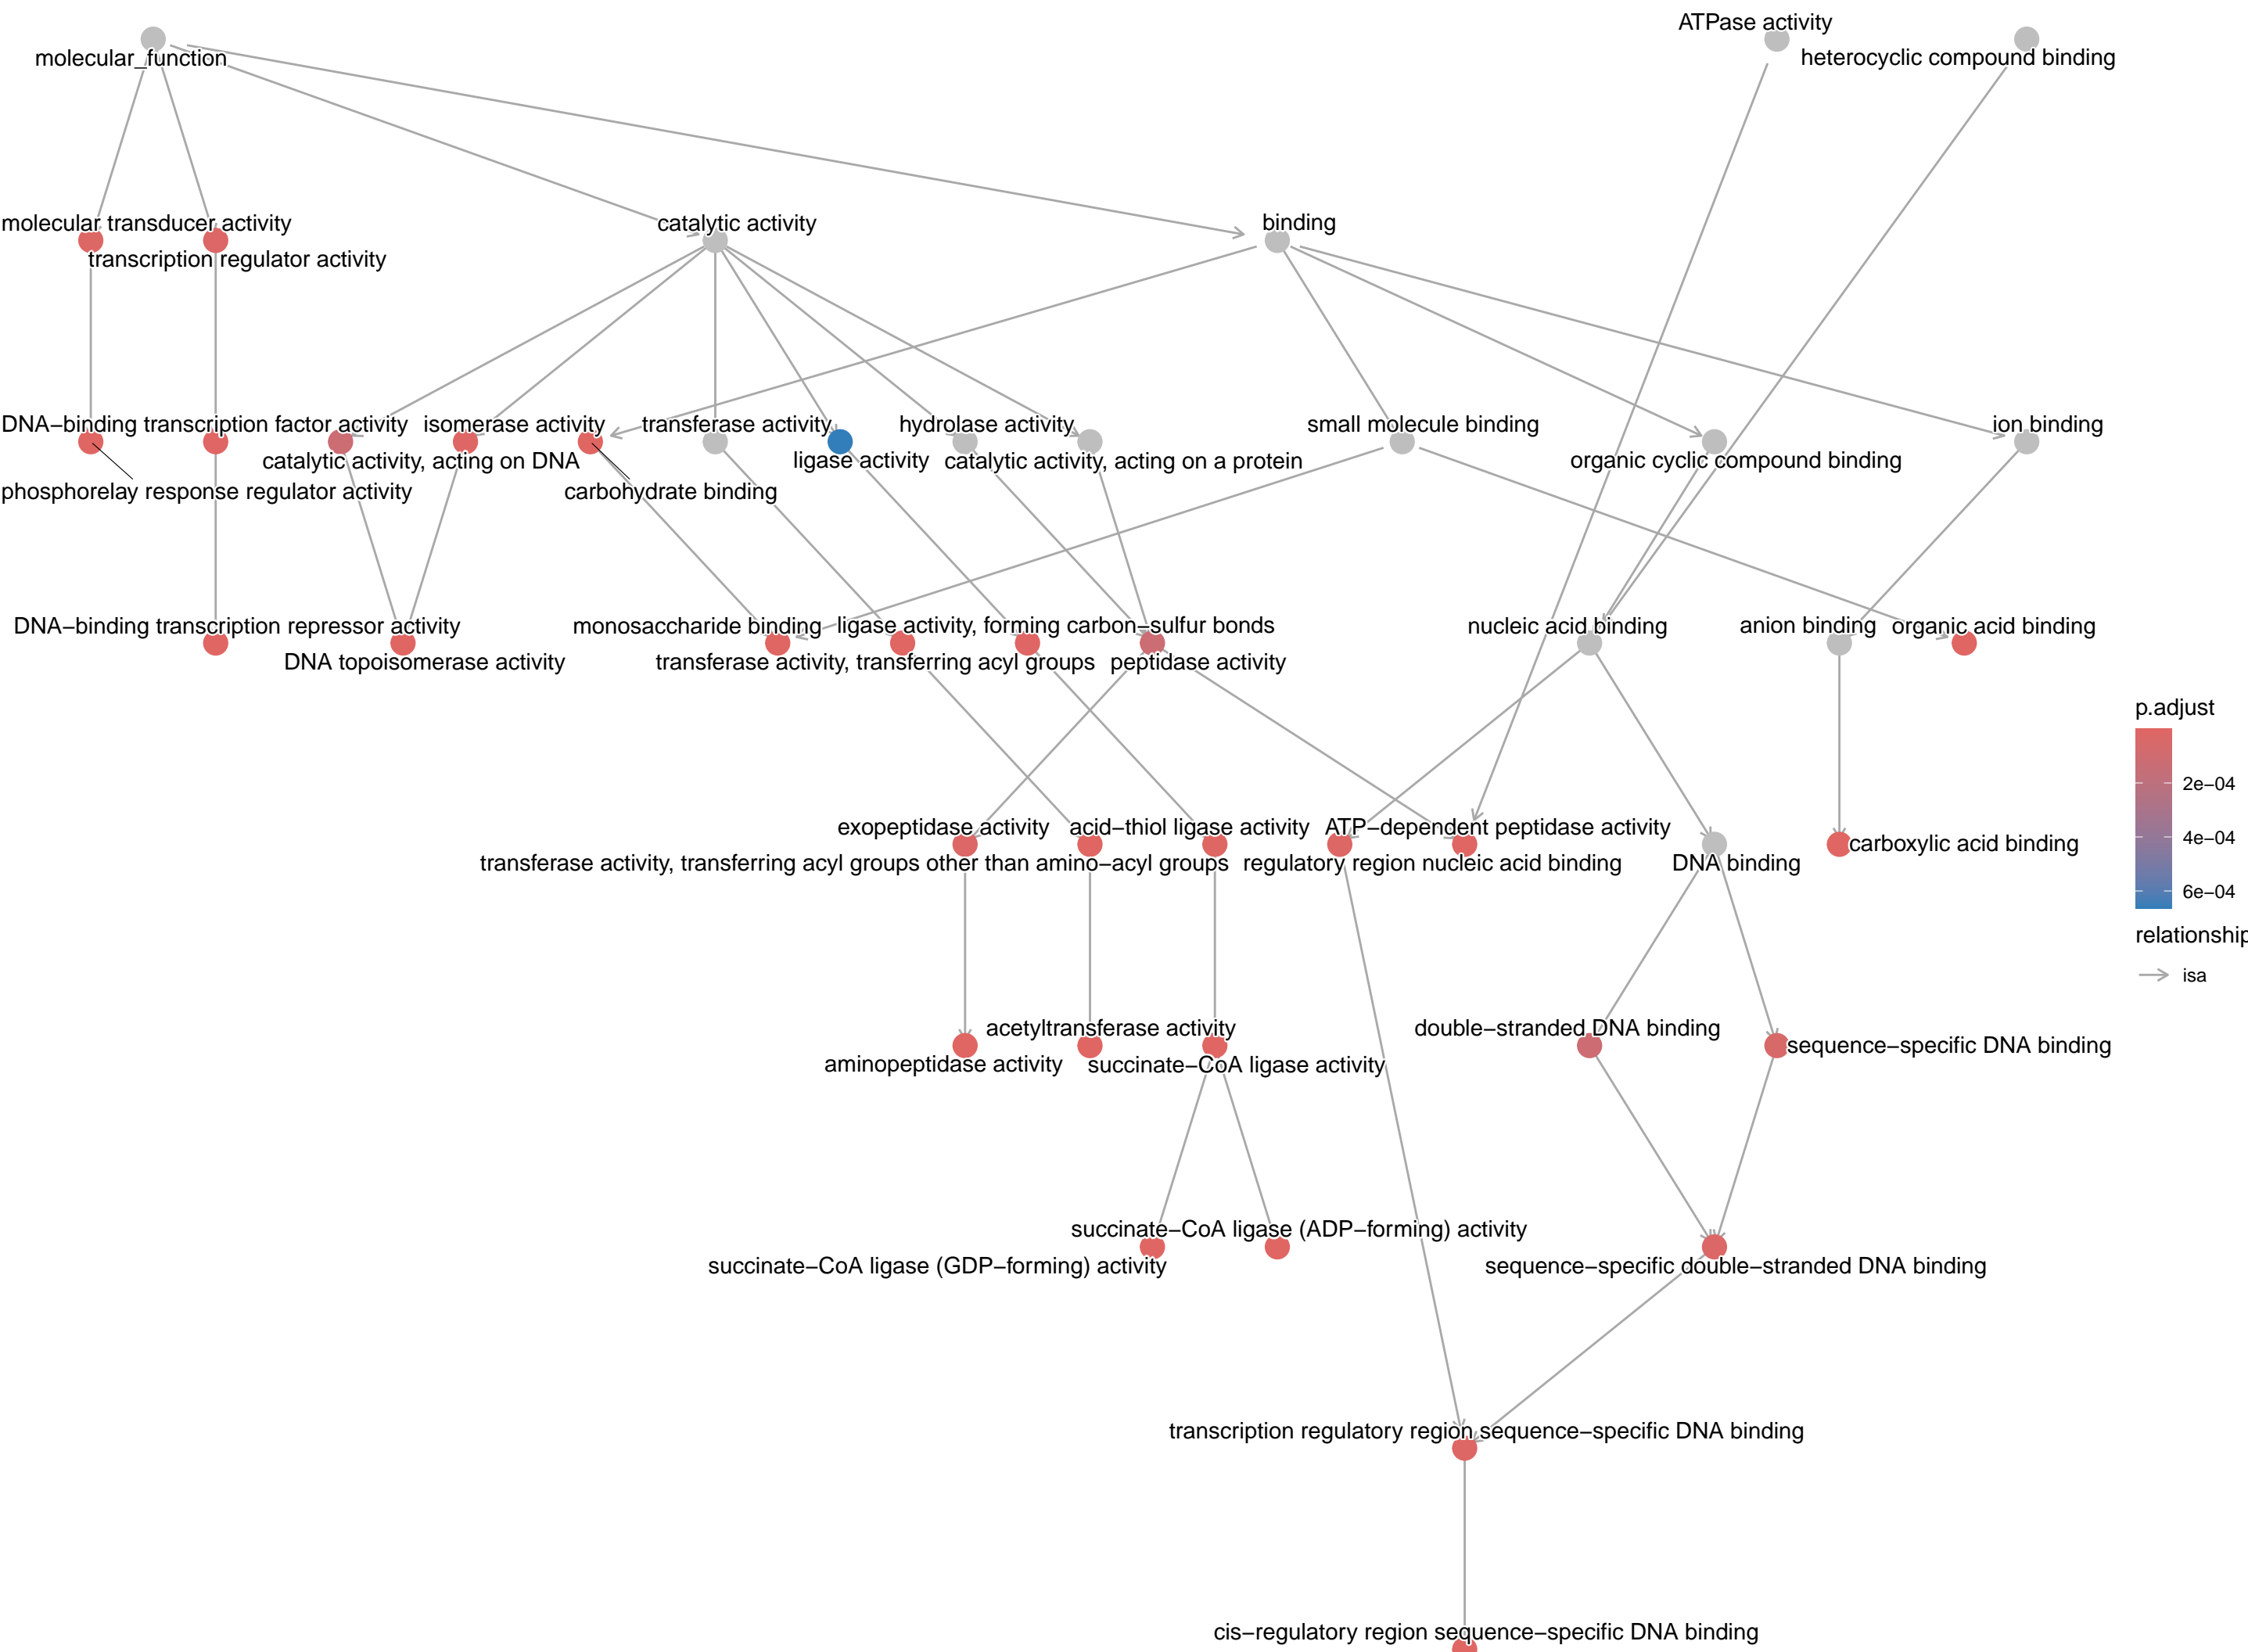 ATPase activity
molecular_function
heterocyclic compound binding
molecular transducer activity
catalytic activity
binding
transcription regulator activity
DNA−binding transcription factor activity
isomerase activity
transferase activity
hydrolase activity
small molecule binding
ion binding
catalytic activity, acting on DNA
ligase activity
catalytic activity, acting on a protein
organic cyclic compound binding
phosphorelay response regulator activity
carbohydrate binding
DNA−binding transcription repressor activity
monosaccharide binding
ligase activity, forming carbon−sulfur bonds
nucleic acid binding
anion binding
organic acid binding
DNA topoisomerase activity
transferase activity, transferring acyl groups
peptidase activity
p.adjust
2e−04
4e−04
6e−04
relationship
isa
exopeptidase activity
acid−thiol ligase activity
ATP−dependent peptidase activity
carboxylic acid binding
transferase activity, transferring acyl groups other than amino−acyl groups
regulatory region nucleic acid binding
DNA binding
acetyltransferase activity
double−stranded DNA binding
sequence−specific DNA binding
aminopeptidase activity
succinate−CoA ligase activity
succinate−CoA ligase (ADP−forming) activity
succinate−CoA ligase (GDP−forming) activity
sequence−specific double−stranded DNA binding
transcription regulatory region sequence−specific DNA binding
cis−regulatory region sequence−specific DNA binding